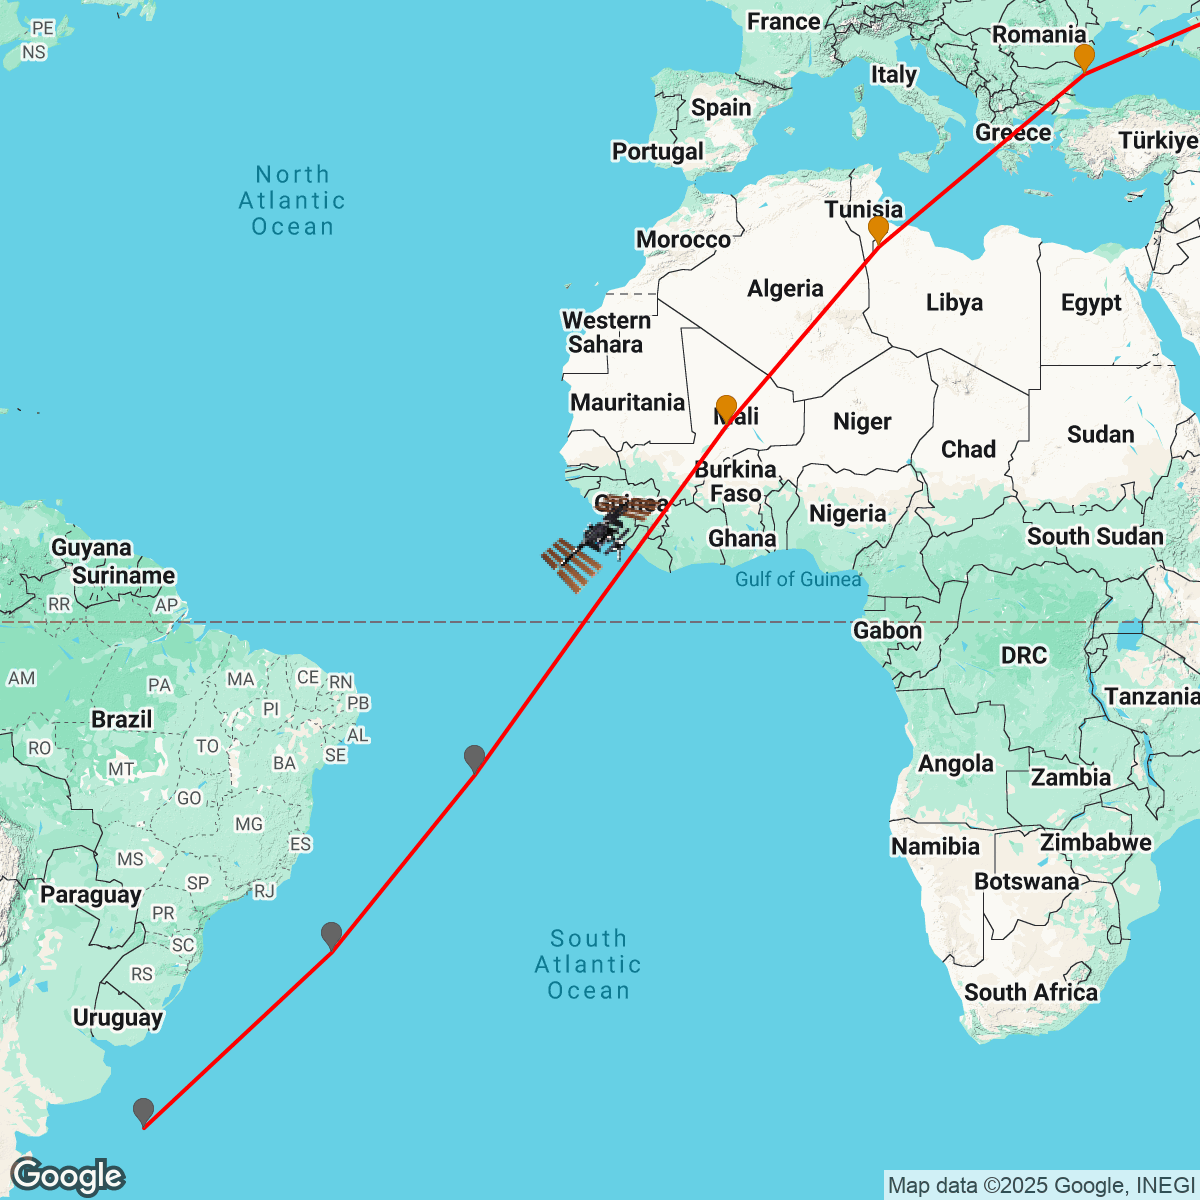 PE
NS
France
Romania
Italy
Spain
Greece
Türkiye
Portugal
North
Atlantic
Ocean
Tunisia
Morocco
Algeria
Libya
Egypt
Western
Sahara
Mauritania
Mali
Niger
Chad
Sudan
Burkina
Faso
Guinea
Nigeria
Ghana
South Sudan
Guyana
Suriname
Gulf of Guinea
RR
AP
Gabon
DRC
AM
PA
MA
CE
RN
PB
PI
Tanzania
Brazil
AL
RO
TO
SE
MT
BA
Angola
Zambia
GO
MG
ES
Namibia
Zimbabwe
MS
SP
RJ
Botswana
Paraguay
PR
SC
South
Atlantic
Ocean
RS
South Africa
Uruguay
Google
Map data ©2025 Google, INEGI